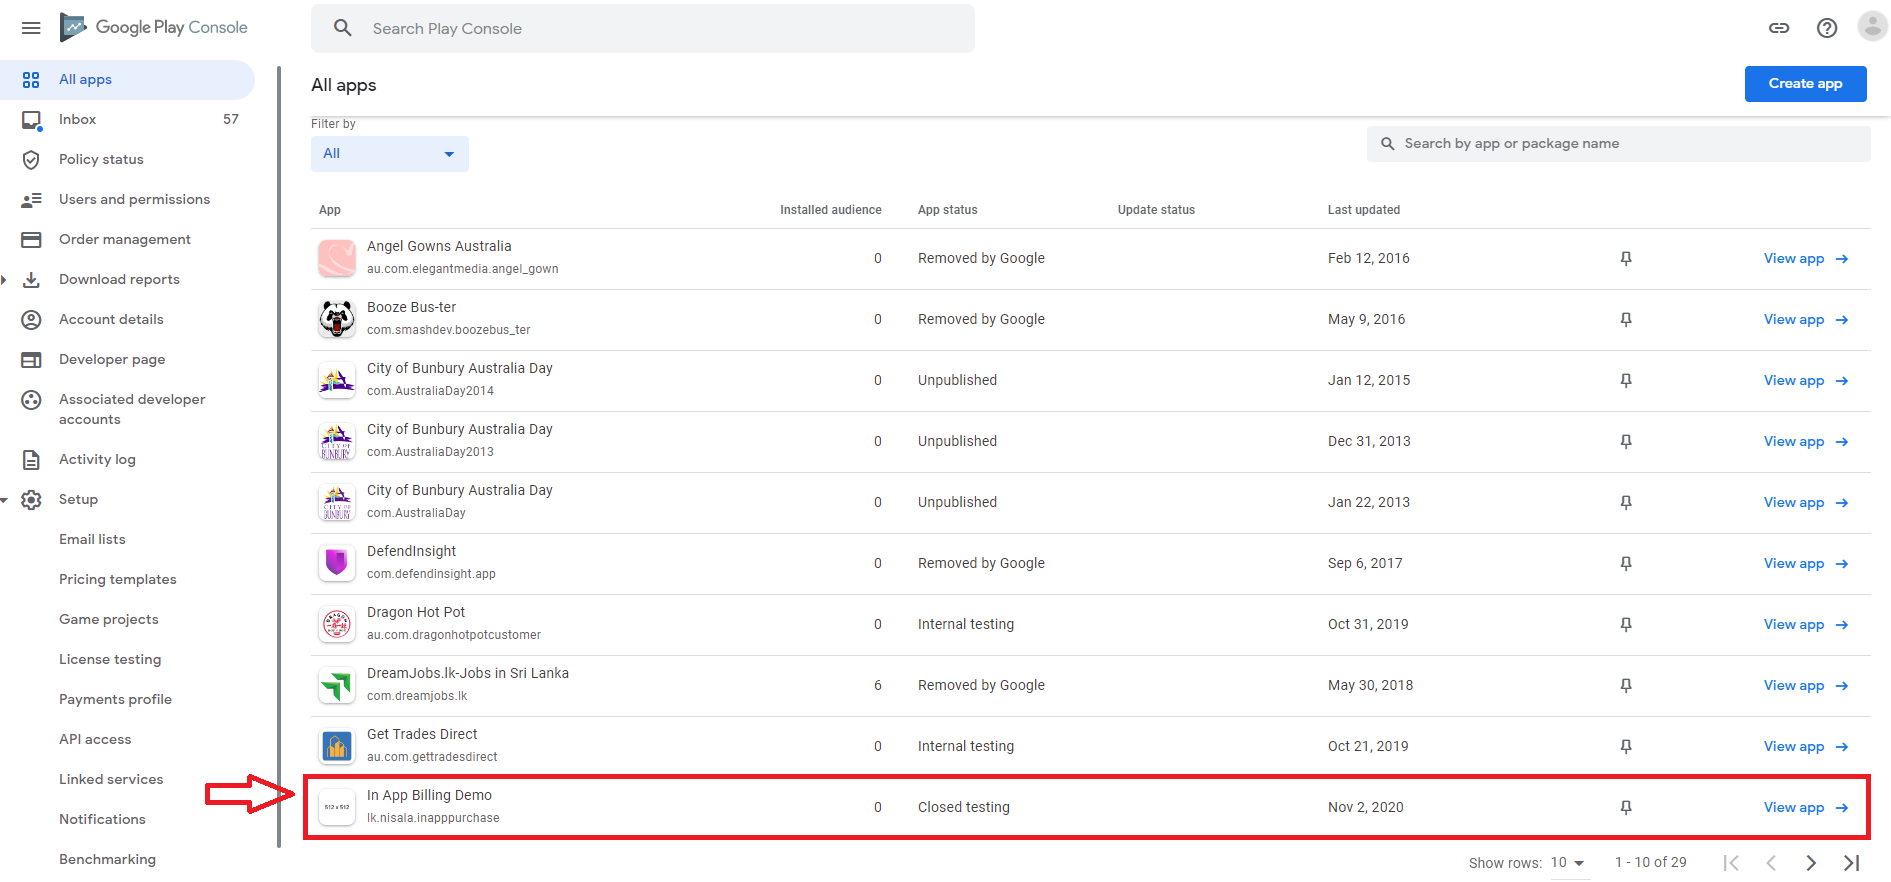 Google Play Console
Search Play Console
All apps
Inbox 57
Policy status
Users and permissions
Order management
Download reports
Account details
Developer page
Associated developer
accounts
Activity log
Setup
Email lists
Pricing templates
Game projects
License testing
Payments profile
API access
Linked services
Notifications
Benchmarking
All apps
Create app
Filter by
All
Search by app or package name
App Installed audience App status Update status Last updated
Angel Gowns Australia
au.com.elegantmedia.angel_gown
0 Removed by Google Feb 12, 2016 View app
Booze Bus-ter
com.smashdev.boozebus_ter
0 Removed by Google May 9, 2016 View app
City of Bunbury Australia Day
com.AustraliaDay2014
0 Unpublished Jan 12, 2015 View app
CITY OF
BUNBURY
City of Bunbury Australia Day
com.AustraliaDay2013
0 Unpublished Dec 31, 2013 View app
CITY OF
BUNBURY
City of Bunbury Australia Day
com.AustraliaDay
0 Unpublished Jan 22, 2013 View app
DefendInsight
com.defendinsight.app
0 Removed by Google Sep 6, 2017 View app
DRAGON
Dragon Hot Pot
au.com.dragonhotpotcustomer
0 Internal testing Oct 31, 2019 View app
DreamJobs.lk-Jobs in Sri Lanka
com.dreamjobs.lk
6 Removed by Google May 30, 2018 View app
Get Trades Direct
au.com.gettradesdirect
0 Internal testing Oct 21, 2019 View app
512 x 512
In App Billing Demo
lk.nisala.inapppurchase
0 Closed testing Nov 2, 2020 View app
Show rows: 10 1 - 10 of 29